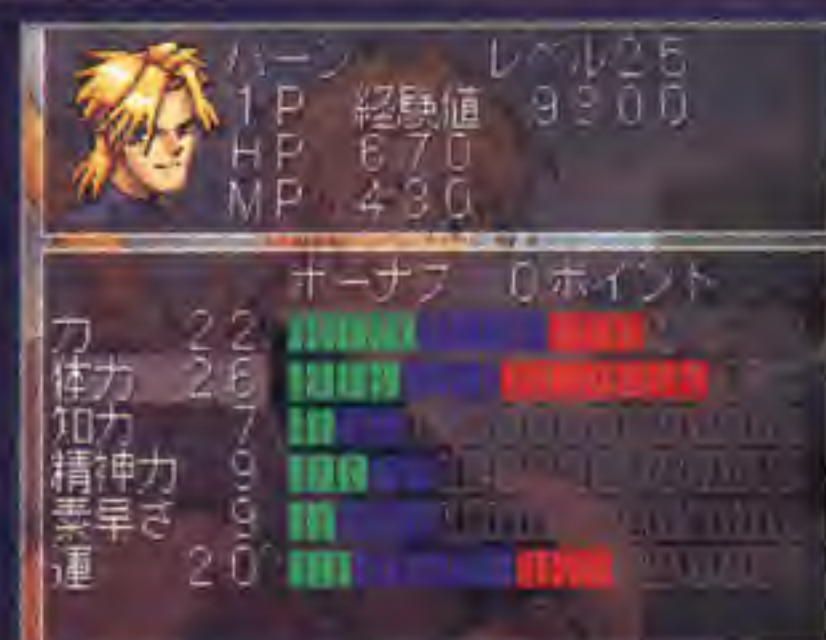 ハーン レベル25
1P 経験値 9300
HP 670
MP 430
ボーナス 0ポイント
力 22
体力 26
知力 7
精神力 9
素早さ 9
運 20